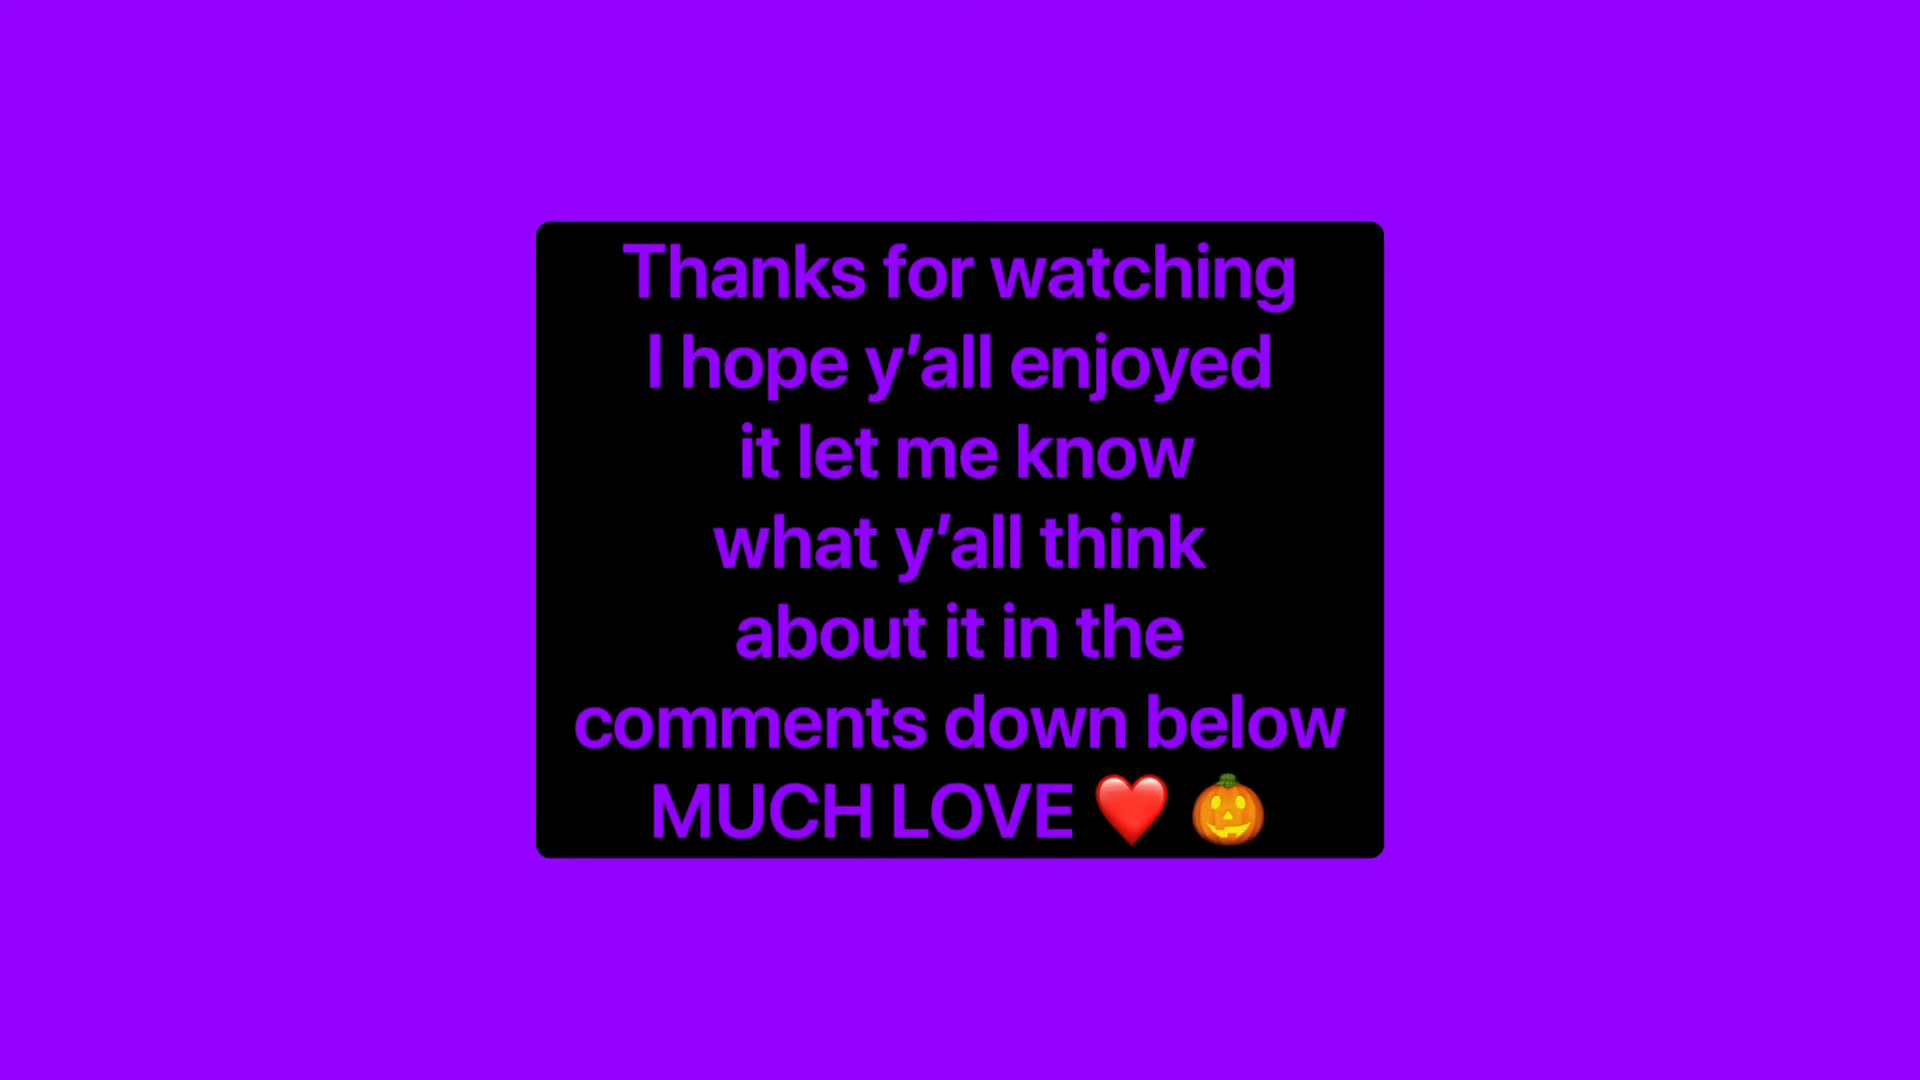 Thanks for watching
I hope y’all enjoyed
it let me know
what y’all think
about it in the
comments down below
MUCH LOVE ❤️ 🎃